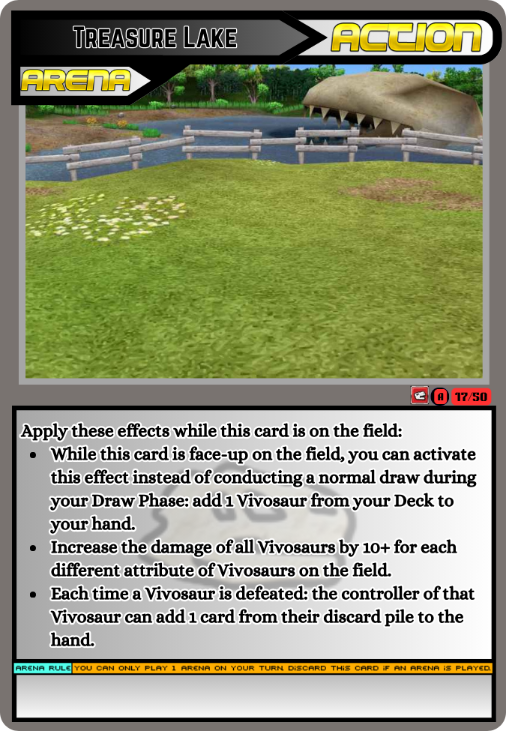 TREASURE LAKE
ACTION
ARENA
A 17/50
Apply these effects while this card is on the field:
• While this card is face-up on the field, you can activate
this effect instead of conducting a normal draw during
your Draw Phase: add 1 Vivosaur from your Deck to
your hand.
• Increase the damage of all Vivosaurs by 10+ for each
different attribute of Vivosaurs on the field.
• Each time a Vivosaur is defeated: the controller of that
Vivosaur can add 1 card from their discard pile to the
hand.
ARENA RULE YOU CAN ONLY PLAY 1 ARENA ON YOUR TURN. DISCARD THIS CARD IF AN ARENA IS PLAYED.